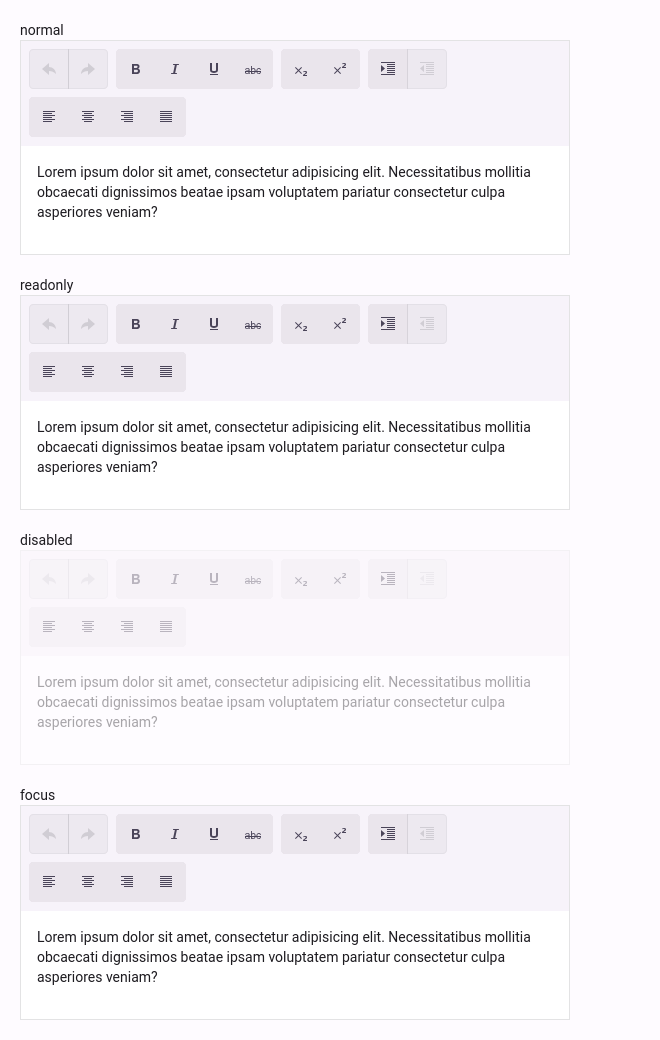 normal
B I U abc ×₂ ×²
Lorem ipsum dolor sit amet, consectetur adipisicing elit. Necessitatibus mollitia
obcaecati dignissimos beatae ipsam voluptatem pariatur consectetur culpa
asperiores veniam?
readonly
B I U abc ×₂ ×²
Lorem ipsum dolor sit amet, consectetur adipisicing elit. Necessitatibus mollitia
obcaecati dignissimos beatae ipsam voluptatem pariatur consectetur culpa
asperiores veniam?
disabled
B I U abc ×₂ ×²
Lorem ipsum dolor sit amet, consectetur adipisicing elit. Necessitatibus mollitia
obcaecati dignissimos beatae ipsam voluptatem pariatur consectetur culpa
asperiores veniam?
focus
B I U abc ×₂ ×²
Lorem ipsum dolor sit amet, consectetur adipisicing elit. Necessitatibus mollitia
obcaecati dignissimos beatae ipsam voluptatem pariatur consectetur culpa
asperiores veniam?